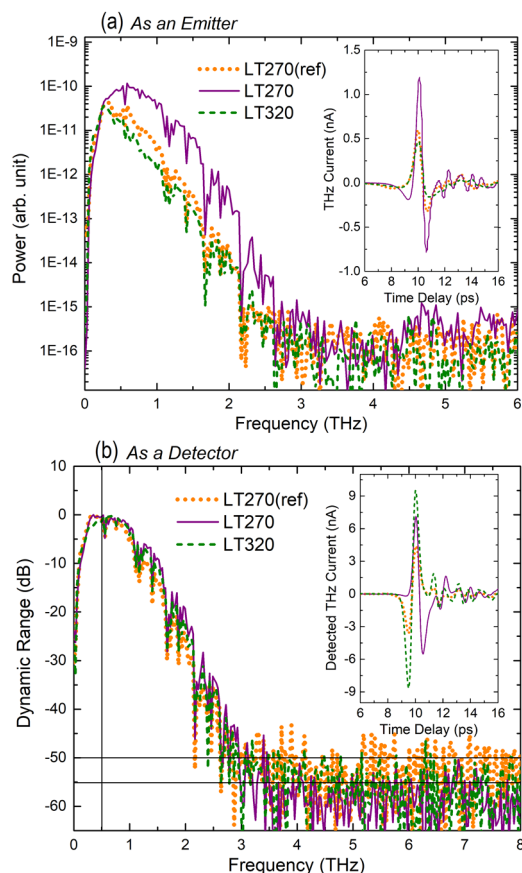 (a) As an Emitter
1E-9
1E-10
1E-11
1E-12
1E-13
1E-14
1E-15
1E-16
Power (arb. unit)
LT270(ref)
LT270
LT320
1.0
0.5
0.0
-0.5
-1.0
THz Current (nA)
6 8 10 12 14 16
Time Delay (ps)
0 1 2 3 4 5 6
Frequency (THz)
(b) As a Detector
10
0
-10
-20
-30
-40
-50
-60
Dynamic Range (dB)
LT270(ref)
LT270
LT320
9
6
3
0
-3
-6
-9
Detected THz Current (nA)
6 8 10 12 14 16
Time Delay (ps)
0 1 2 3 4 5 6 7 8
Frequency (THz)